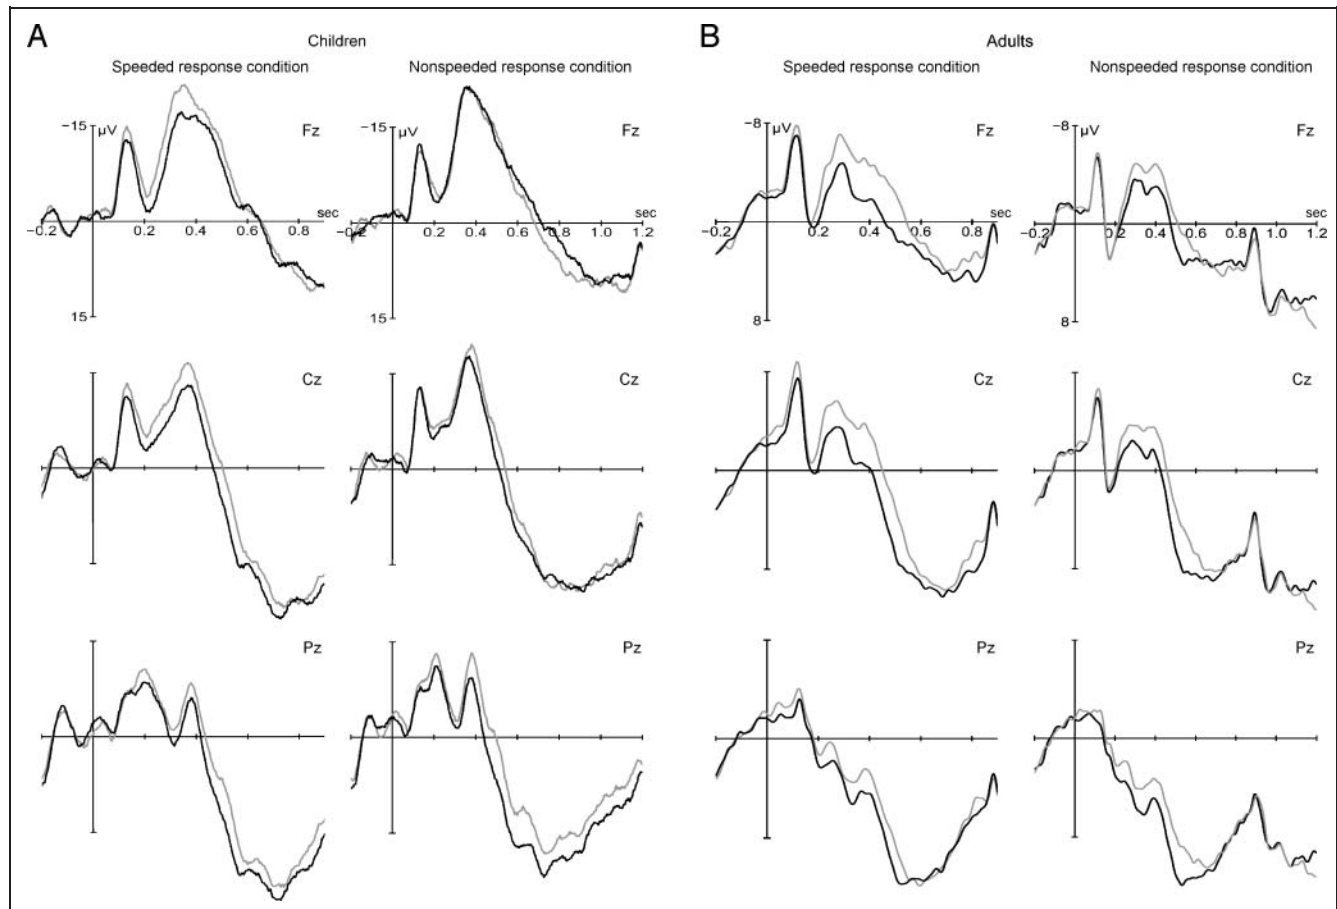 A
Children
Speeded response condition
Nonspeeded response condition
−15
µV
Fz
sec
−0.2
0.2
0.4
0.6
0.8
15
−15
µV
Fz
sec
−0.2
0.2
0.4
0.6
0.8
1.0
1.2
15
Cz
Cz
Pz
Pz
B
Adults
Speeded response condition
Nonspeeded response condition
−8
µV
Fz
sec
−0.2
0.2
0.4
0.6
0.8
8
−8
µV
Fz
sec
−0.2
0.2
0.4
0.6
0.8
1.0
1.2
8
Cz
Cz
Pz
Pz